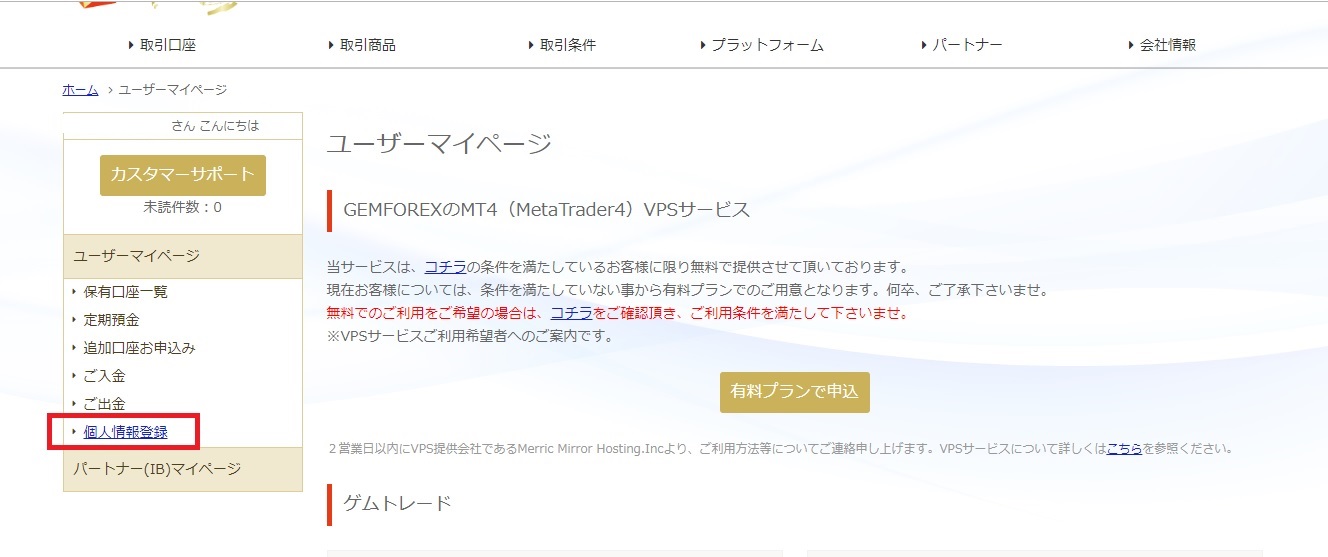 取引口座 取引商品 取引条件 プラットフォーム パートナー 会社情報
ホーム › ユーザーマイページ
さん こんにちは
カスタマーサポート
未読件数：0
ユーザーマイページ
保有口座一覧
定期預金
追加口座お申込み
ご入金
ご出金
個人情報登録
パートナー(IB)マイページ
ユーザーマイページ
GEMFOREXのMT4（MetaTrader4）VPSサービス
当サービスは、コチラの条件を満たしているお客様に限り無料で提供させて頂いております。
現在お客様については、条件を満たしていない事から有料プランでのご用意となります。何卒、ご了承下さいませ。
無料でのご利用をご希望の場合は、コチラをご確認頂き、ご利用条件を満たして下さいませ。
※VPSサービスご利用希望者へのご案内です。
有料プランで申込
２営業日以内にVPS提供会社であるMerric Mirror Hosting.Incより、ご利用方法等についてご連絡申し上げます。VPSサービスについて詳しくはこちらを参照ください。
ゲムトレード